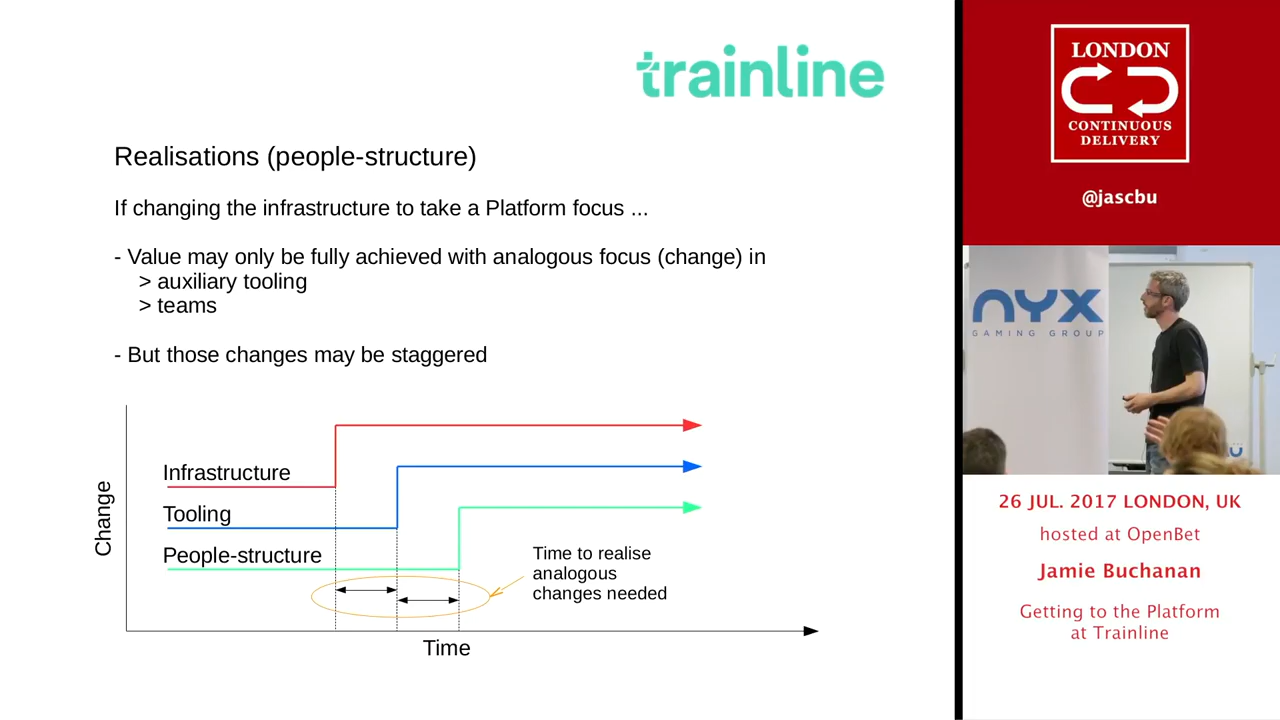 trainline
Realisations (people-structure)
If changing the infrastructure to take a Platform focus ...
- Value may only be fully achieved with analogous focus (change) in
> auxiliary tooling
> teams
- But those changes may be staggered
Change
Infrastructure
Tooling
People-structure
Time to realise
analogous
changes needed
Time
LONDON
CONTINUOUS
DELIVERY
@jascbu
NYX
GAMING GROUP
26 JUL. 2017 LONDON, UK
hosted at OpenBet
Jamie Buchanan
Getting to the Platform
at Trainline